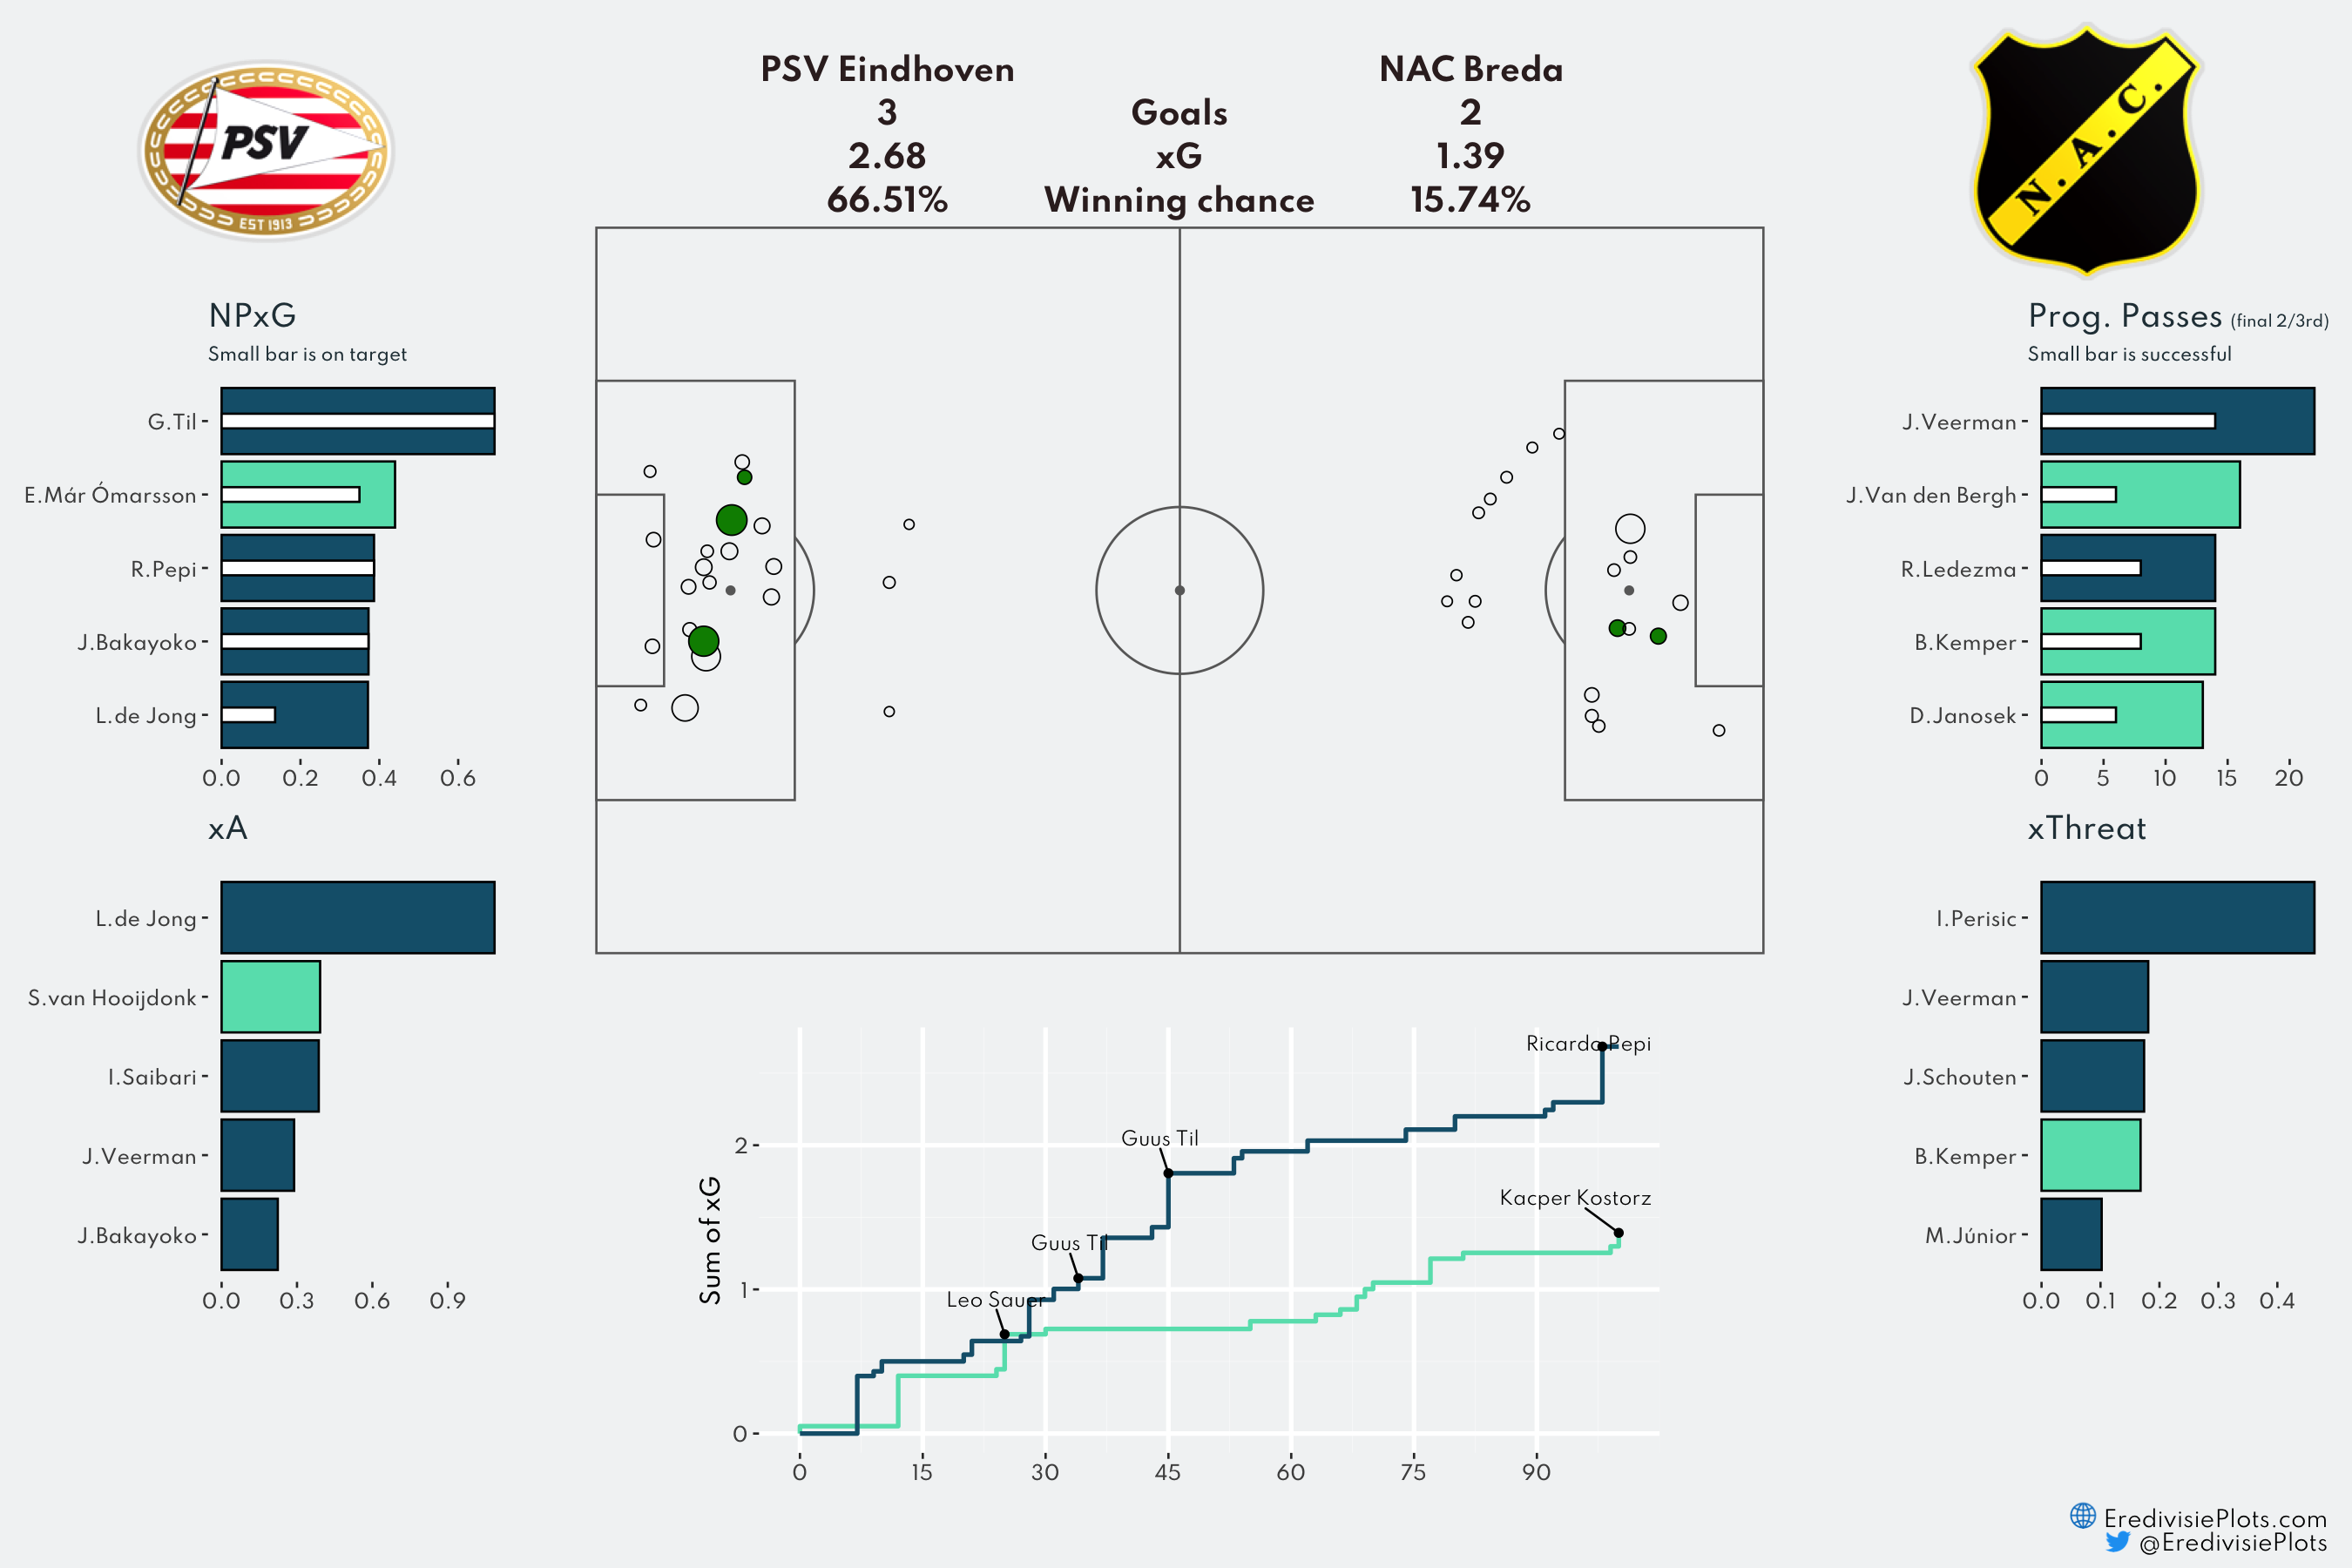 PSV Eindhoven NAC Breda
3 Goals 2
2.68 xG 1.39
66.51% Winning chance 15.74%
PSV
EST 1913
N.A.C.
NPxG
Small bar is on target
G.Til
E.Már Ómarsson
R.Pepi
J.Bakayoko
L.de Jong
0.0 0.2 0.4 0.6
xA
L.de Jong
S.van Hooijdonk
I.Saibari
J.Veerman
J.Bakayoko
0.0 0.3 0.6 0.9
Prog. Passes (final 2/3rd)
Small bar is successful
J.Veerman
J.Van den Bergh
R.Ledezma
B.Kemper
D.Janosek
0 5 10 15 20
xThreat
I.Perisic
J.Veerman
J.Schouten
B.Kemper
M.Júnior
0.0 0.1 0.2 0.3 0.4
Sum of xG
2
1
0
Ricardo Pepi
Guus Til
Kacper Kostorz
Guus Til
Leo Sauer
0 15 30 45 60 75 90
EredivisiePlots.com
@EredivisiePlots